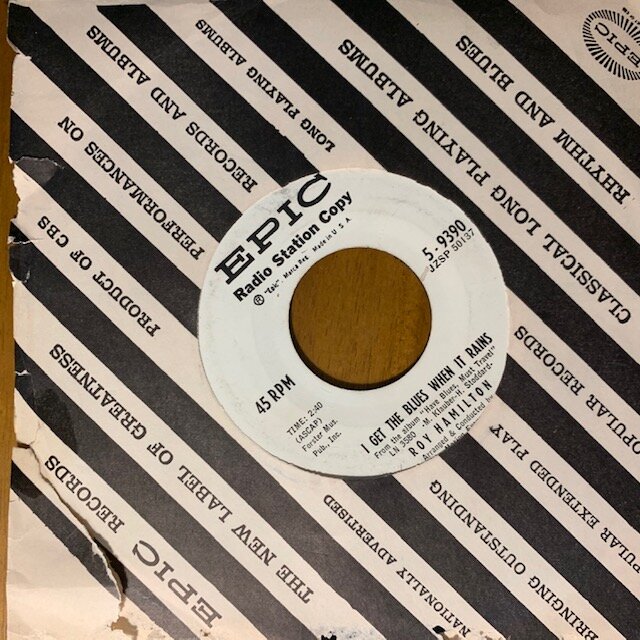 EPIC
Radio Station Copy
® "Epic" Marca Reg. Made in U. S. A.
5-9390
JZSP 50137
45 RPM
TIME: 2:40
(ASCAP)
Forster Mus.
Pub., Inc.
I GET THE BLUES WHEN IT RAINS
From the album "Have Blues, Must Travel"
LN 3580 -M. Klauber-H. Stoddard-
ROY HAMILTON
Arranged & Conducted
EPIC RECORDS
THE NEW LABEL OF GREATNESS
PRODUCT OF CBS
NATIONALLY ADVERTISED
BRINGING OUTSTANDING
PERFORMANCES ON
RECORDS AND ALBUMS
EXTENDED PLAY
LONG PLAYING ALBUMS
POPULAR RECORDS
CLASSICAL LONG PLAYING ALBUMS
RHYTHM AND BLUES
EPIC